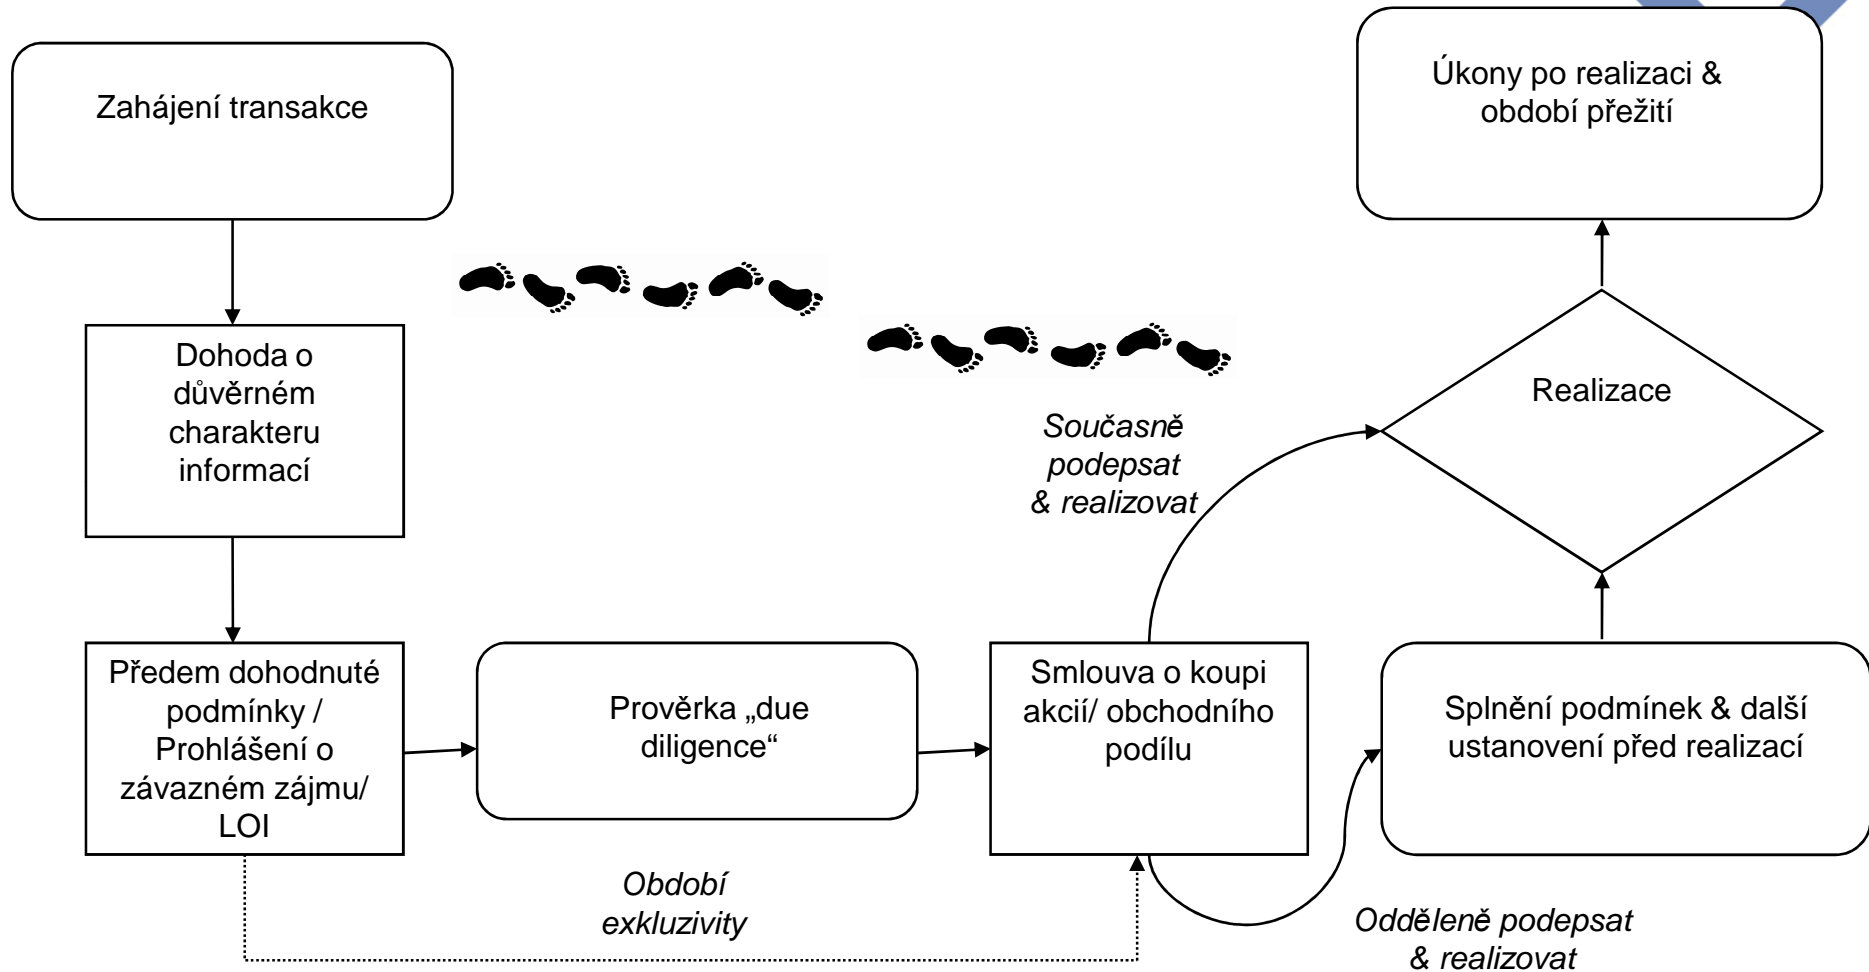 Zahájení transakce
Dohoda o
důvěrném
charakteru
informací
Předem dohodnuté
podmínky /
Prohlášení o
závazném zájmu/
LOI
Prověrka „due
diligence“
Období
exkluzivity
Smlouva o koupi
akcií/ obchodního
podílu
Současně
podepsat
& realizovat
Odděleně podepsat
& realizovat
Splnění podmínek & další
ustanovení před realizací
Realizace
Úkony po realizaci &
období přežití